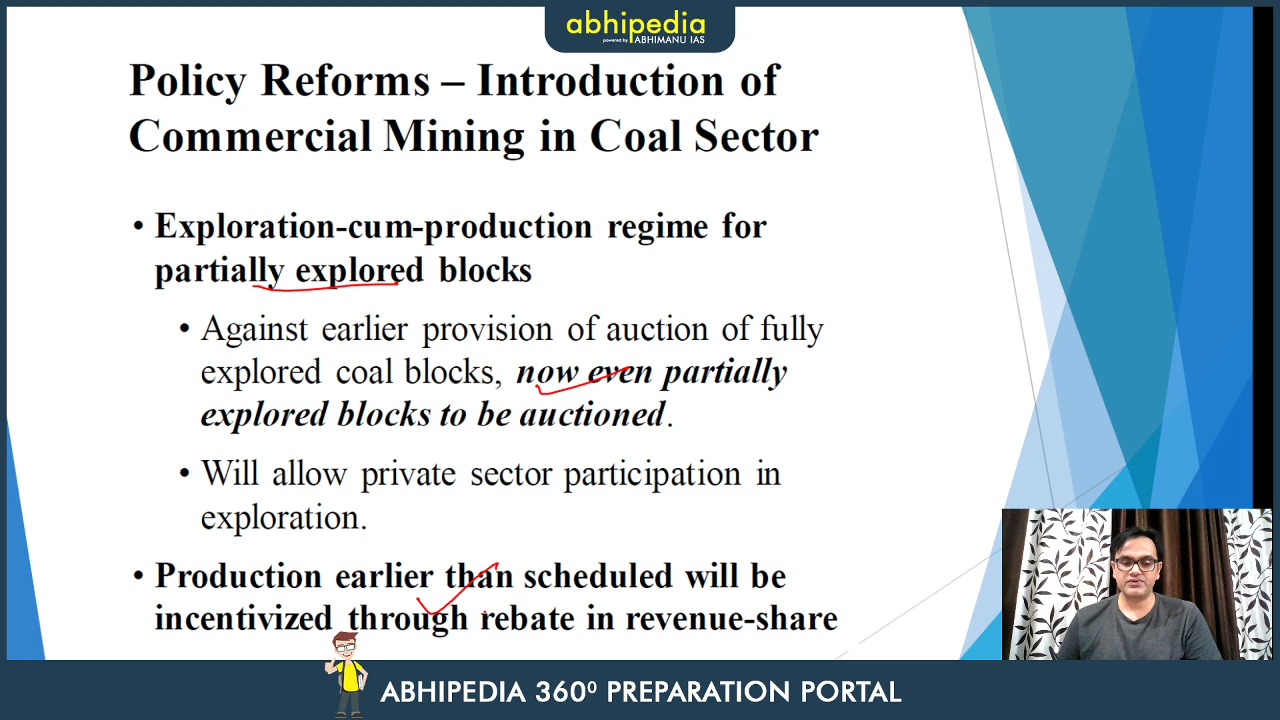 abhipedia
powered by ABHIMANU IAS
Policy Reforms – Introduction of
Commercial Mining in Coal Sector
• Exploration-cum-production regime for
partially explored blocks
• Against earlier provision of auction of fully
explored coal blocks, now even partially
explored blocks to be auctioned.
• Will allow private sector participation in
exploration.
• Production earlier than scheduled will be
incentivized through rebate in revenue-share
ABHIPEDIA 360⁰ PREPARATION PORTAL